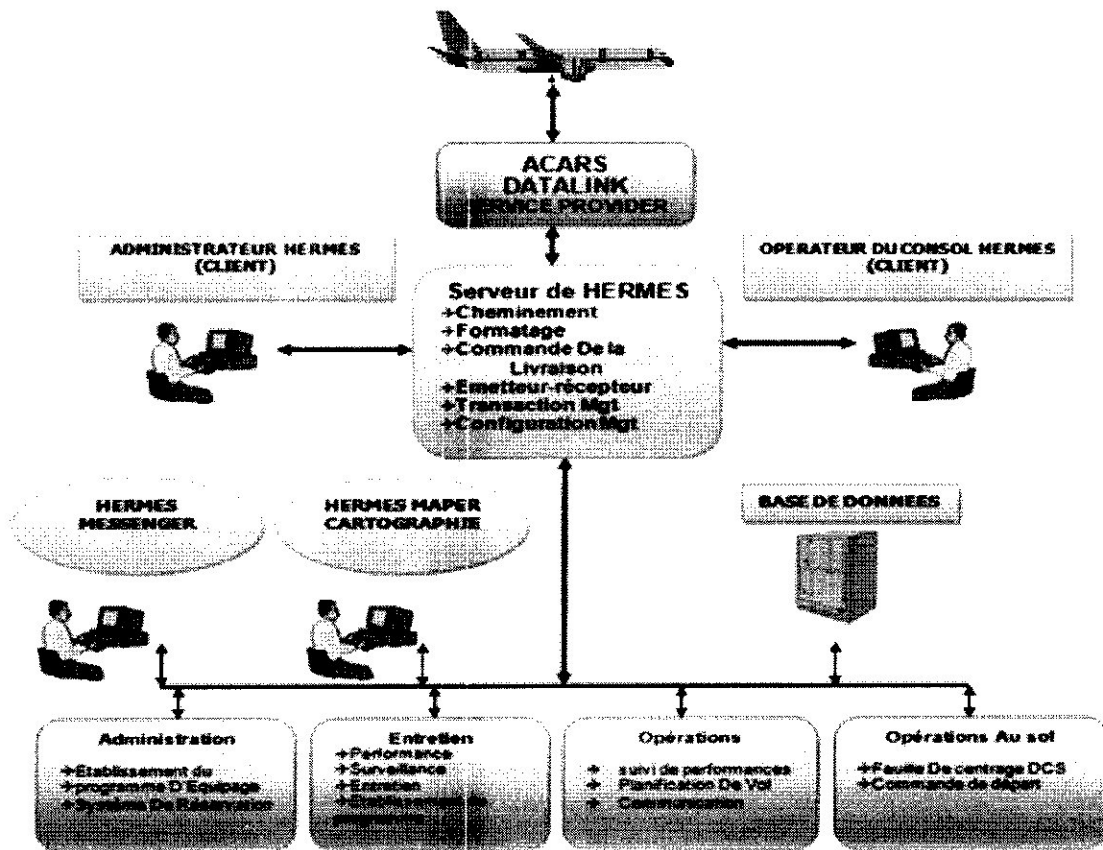 ACARS
DATALINK
SERVICE PROVIDER
ADMINISTRATEUR HERMES
(CLIENT)
OPERATEUR DU CONSOL HERMES
(CLIENT)
Serveur de HERMES
→Cheminement
→Formatage
→Commande De la
Livraison
→Emetteur-récepteur
→Transaction Mgt
→Configuration Mgt
HERMES
MESSENGER
HERMES MAPER
CARTOGRAPHIE
BASE DE DONNEES
Administration
→Etablissement du
→programme D'Equipage
→Système De Réservation
Entretien
→Performance
→Surveillance
→Entretien
→Etablissement de
programme
Opérations
→ suivi de performances
→ Planification De Vol
→ Communication
Opérations Au sol
→Feuille De centrage DCS
→Commande de départ